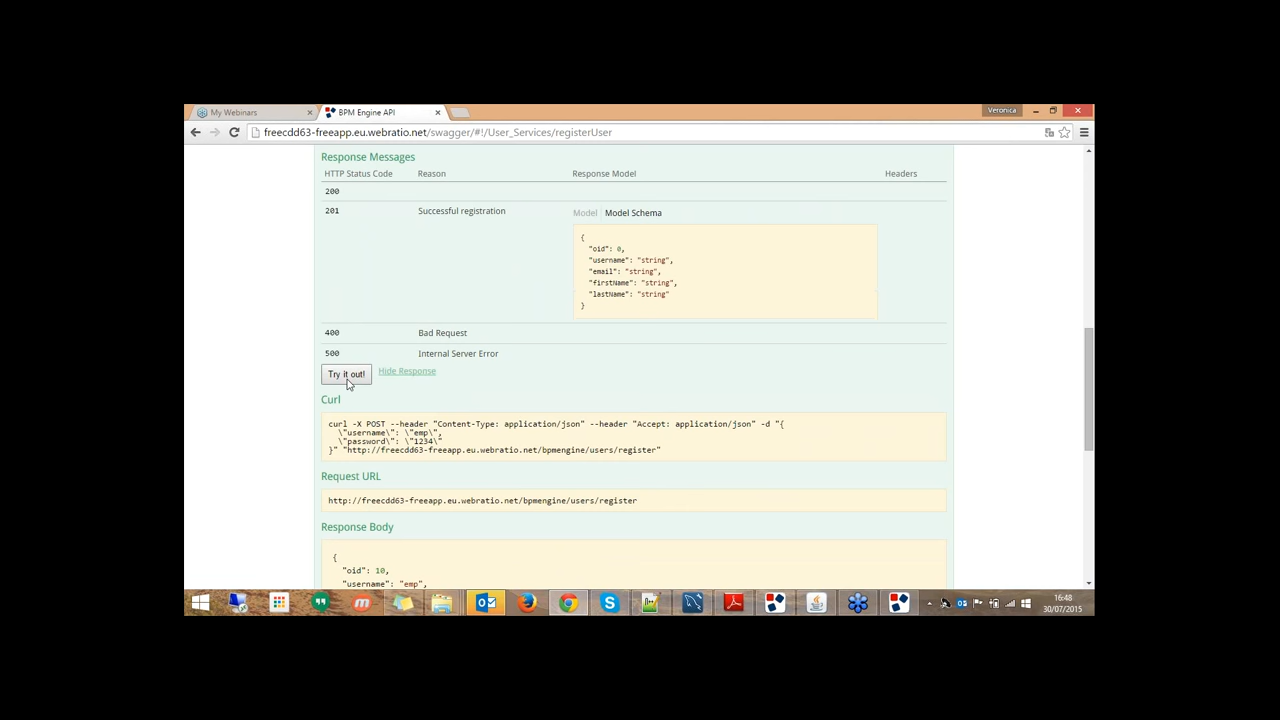 My Webinars
BPM Engine API
Veronica
freecdd63-freeapp.eu.webratio.net/swagger/#!/User_Services/registerUser
Response Messages
HTTP Status Code Reason Response Model Headers
200
201 Successful registration Model Model Schema
{
"oid": 0,
"username": "string",
"email": "string",
"firstName": "string",
"lastName": "string"
}
400 Bad Request
500 Internal Server Error
Try it out! Hide Response
Curl
curl -X POST --header "Content-Type: application/json" --header "Accept: application/json" -d "{
\"username\": \"emp\",
\"password\": \"1234\"
}" "http://freecdd63-freeapp.eu.webratio.net/bpmengine/users/register"
Request URL
http://freecdd63-freeapp.eu.webratio.net/bpmengine/users/register
Response Body
{
"oid": 10,
"username": "emp",
16:48
30/07/2015